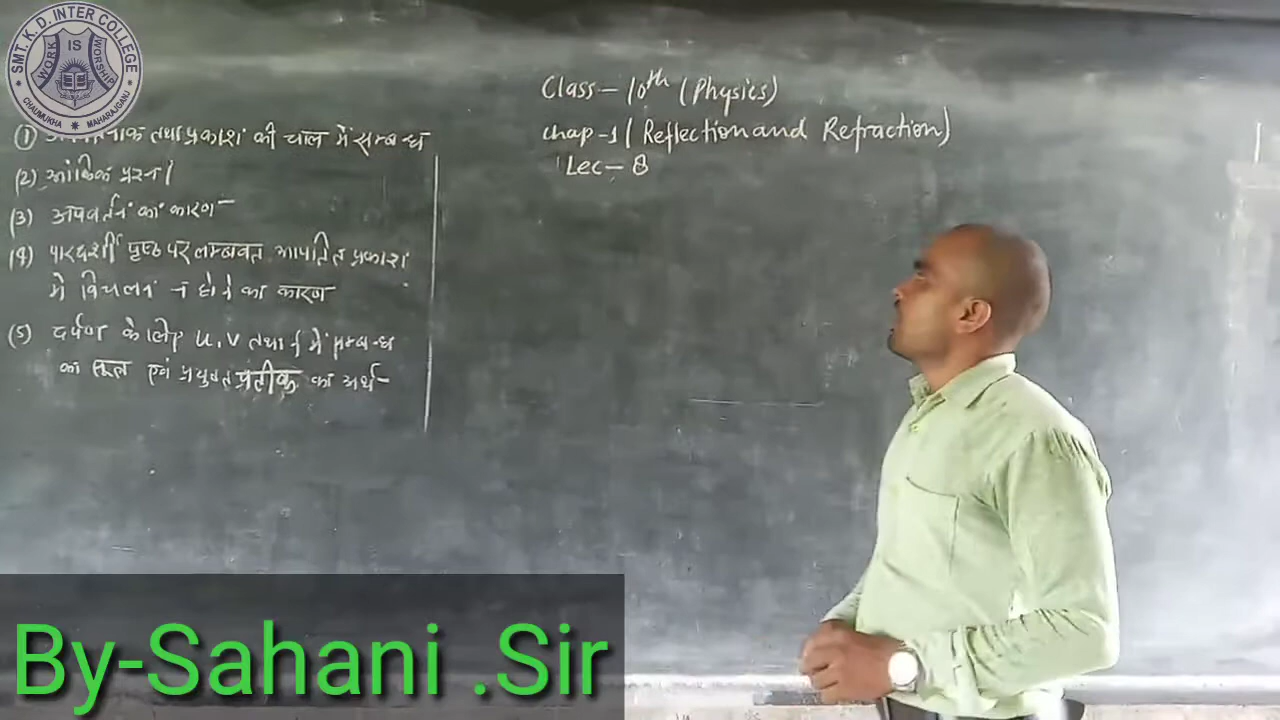 SMT. K. D. INTER COLLEGE
WORK IS WORSHIP
CHAUMUKHA MAHARAJGANJ
Class - 10th (Physics)
Chap-1 (Reflection and Refraction)
Lec - 8
(1) तथा प्रकाश की चाल में सम्बन्ध
(2) आंकिक प्रश्न।
(3) अपवर्तन का कारण -
(4) पारदर्शी पृष्ठ पर लम्बवत आपतित प्रकाश
में विचलन न होने का कारण
(5) दर्पण के लिए u, v तथा f में सम्बन्ध
का सूत्र एवं प्रयुक्त प्रतीक का अर्थ -
By-Sahani .Sir